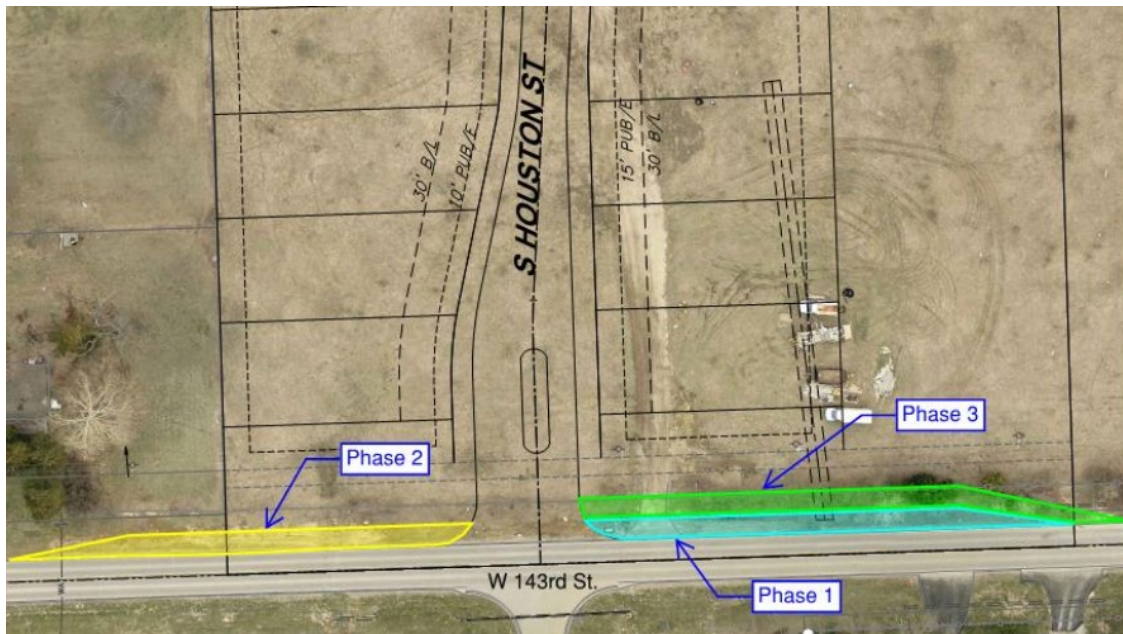 30' B/L
10' PUB/E
S HOUSTON ST
15' PUB/E
30' B/L
Phase 3
Phase 2
W 143rd St.
Phase 1